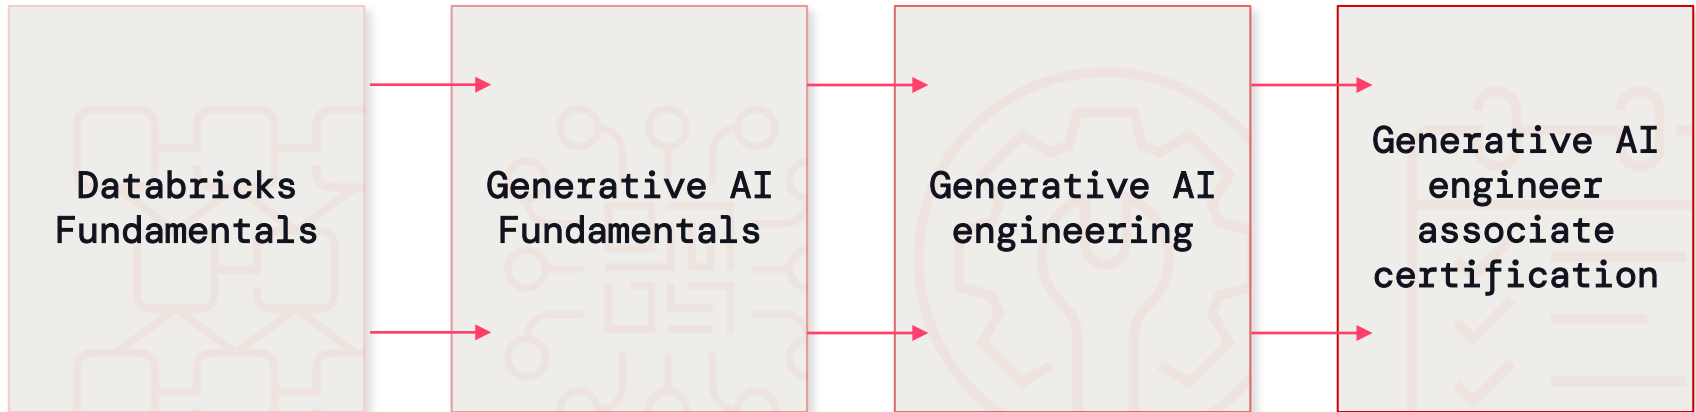 Databricks
Fundamentals
Generative AI
Fundamentals
Generative AI
engineering
Generative AI
engineer
associate
certification